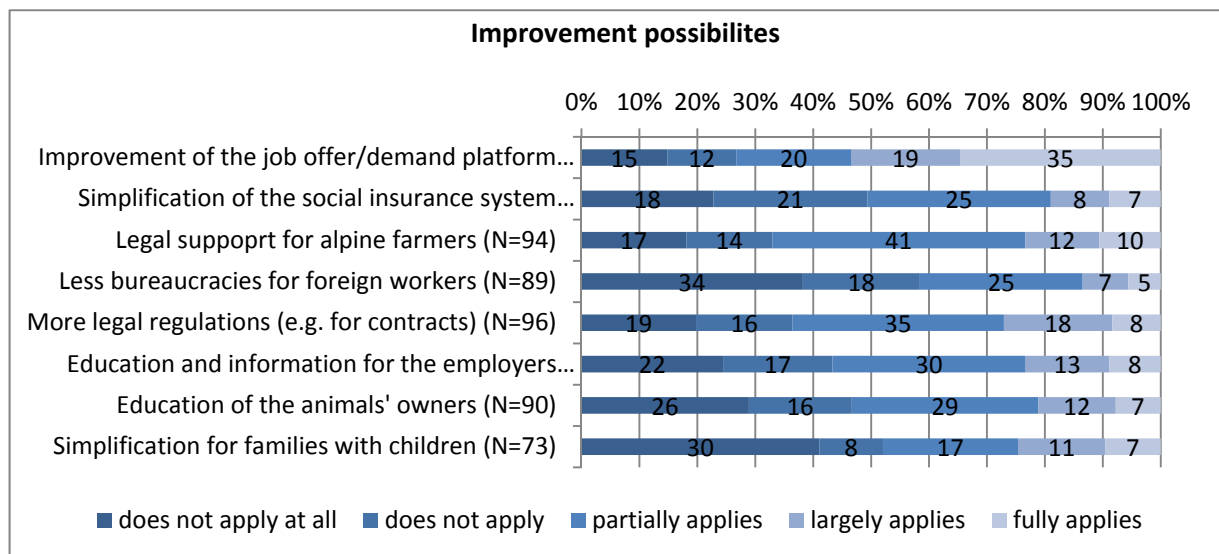 Improvement possibilites
0% 10% 20% 30% 40% 50% 60% 70% 80% 90% 100%
Improvement of the job offer/demand platform... 15 12 20 19 35
Simplification of the social insurance system... 18 21 25 8 7
Legal suppoprt for alpine farmers (N=94) 17 14 41 12 10
Less bureaucracies for foreign workers (N=89) 34 18 25 7 5
More legal regulations (e.g. for contracts) (N=96) 19 16 35 18 8
Education and information for the employers... 22 17 30 13 8
Education of the animals' owners (N=90) 26 16 29 12 7
Simplification for families with children (N=73) 30 8 17 11 7
does not apply at all does not apply partially applies largely applies fully applies